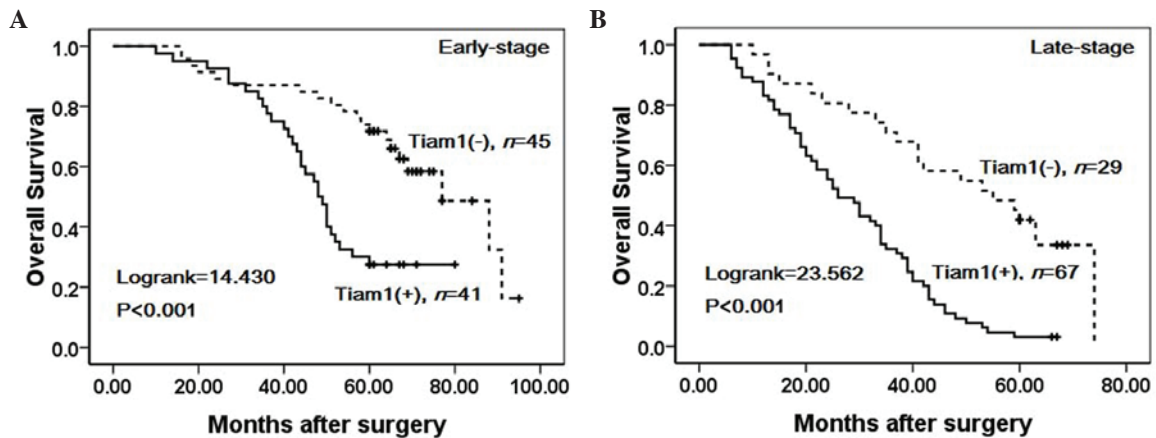 A
Early-stage
Overall Survival
1.0
0.8
0.6
0.4
0.2
0.0
Tiam1(-), n=45
Logrank=14.430
P<0.001
Tiam1(+), n=41
0.00 20.00 40.00 60.00 80.00 100.00
Months after surgery
B
Late-stage
Overall Survival
1.0
0.8
0.6
0.4
0.2
0.0
Tiam1(-), n=29
Logrank=23.562
P<0.001
Tiam1(+), n=67
0.00 20.00 40.00 60.00 80.00
Months after surgery